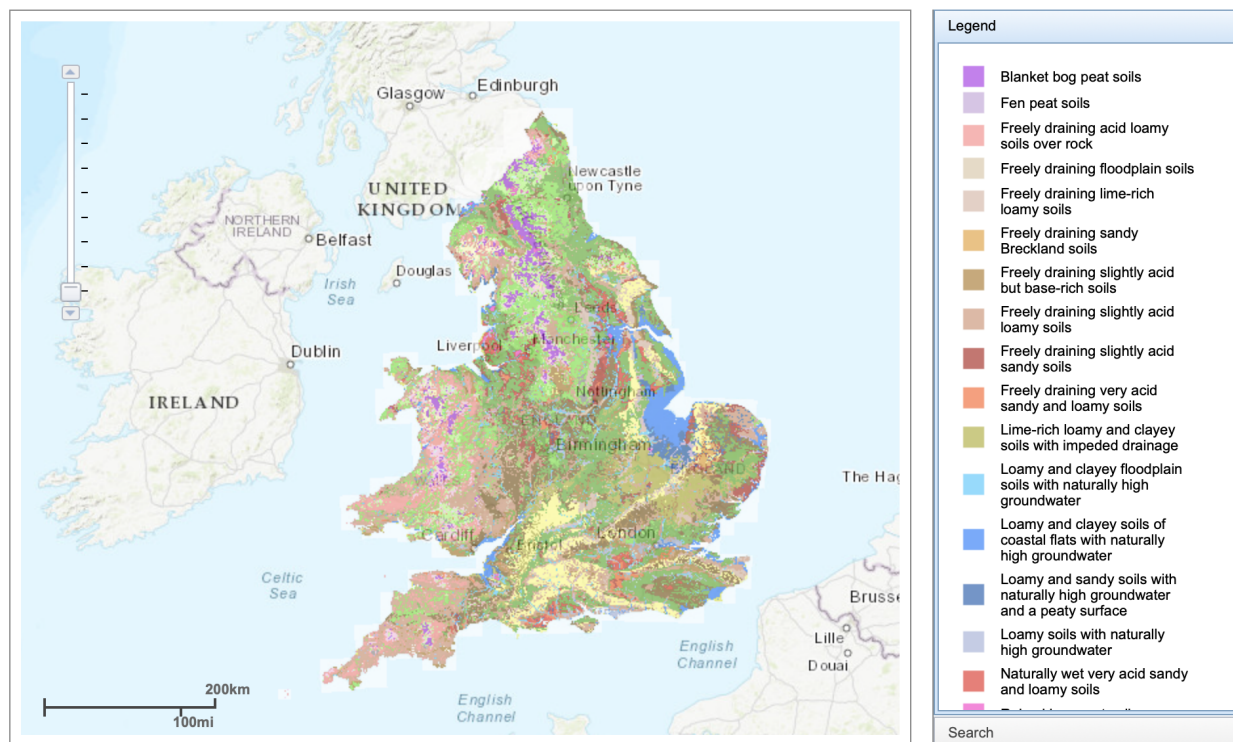 Glasgow
Edinburgh
Newcastle
upon Tyne
UNITED
KINGDOM
NORTHERN
IRELAND
Belfast
Douglas
Irish
Sea
Leeds
Manchester
Liverpool
Dublin
IRELAND
Nottingham
ENGLAND
Birmingham
ENGLAND
WALES
The Hag
Cardiff
Bristol
London
Celtic
Sea
Brusse
Lille
Douai
English
Channel
English
Channel
200km
100mi
Legend
Blanket bog peat soils
Fen peat soils
Freely draining acid loamy
soils over rock
Freely draining floodplain soils
Freely draining lime-rich
loamy soils
Freely draining sandy
Breckland soils
Freely draining slightly acid
but base-rich soils
Freely draining slightly acid
loamy soils
Freely draining slightly acid
sandy soils
Freely draining very acid
sandy and loamy soils
Lime-rich loamy and clayey
soils with impeded drainage
Loamy and clayey floodplain
soils with naturally high
groundwater
Loamy and clayey soils of
coastal flats with naturally
high groundwater
Loamy and sandy soils with
naturally high groundwater
and a peaty surface
Loamy soils with naturally
high groundwater
Naturally wet very acid sandy
and loamy soils
Search